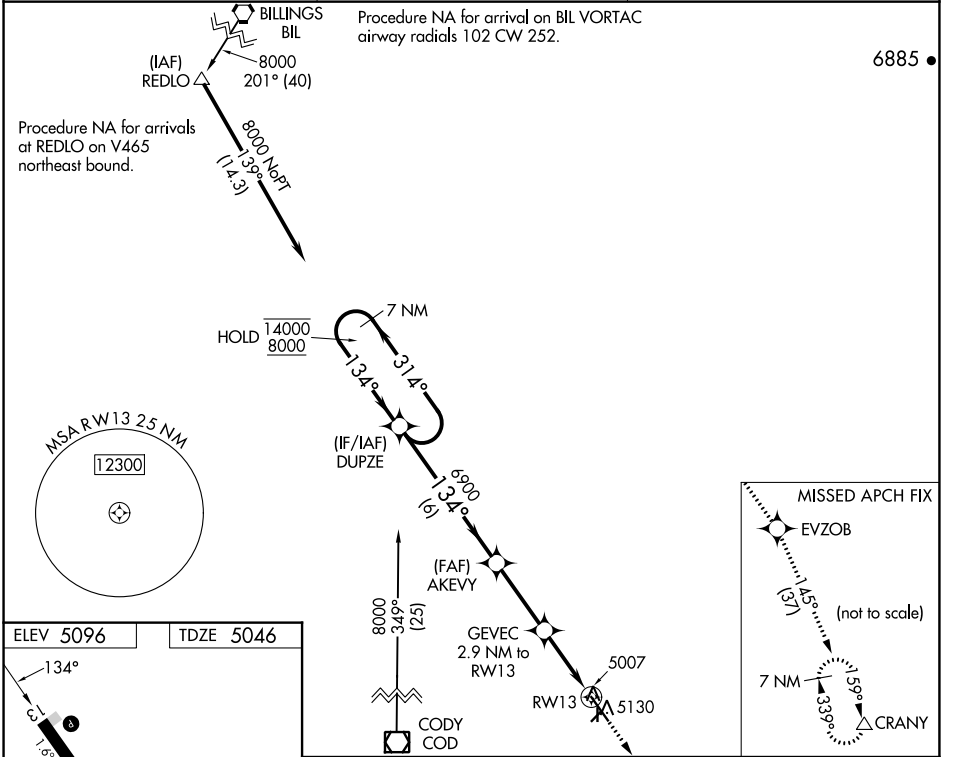 BILLINGS
BIL
Procedure NA for arrival on BIL VORTAC
airway radials 102 CW 252.
6885
(IAF)
REDLO
8000
201° (40)
Procedure NA for arrivals
at REDLO on V465
northeast bound.
8000 NoPT
139°
(14.3)
HOLD 14000
8000
7 NM
134°
314°
(IF/IAF)
DUPZE
MSA RW13 25 NM
12300
6900
134°
(6)
(FAF)
AKEVY
8000
349°
(25)
GEVEC
2.9 NM to
RW13
5007
RW13
5130
CODY
COD
MISSED APCH FIX
EVZOB
145°
(37)
(not to scale)
7 NM
159°
339°
CRANY
ELEV 5096
TDZE 5046
134°
13
1.6°